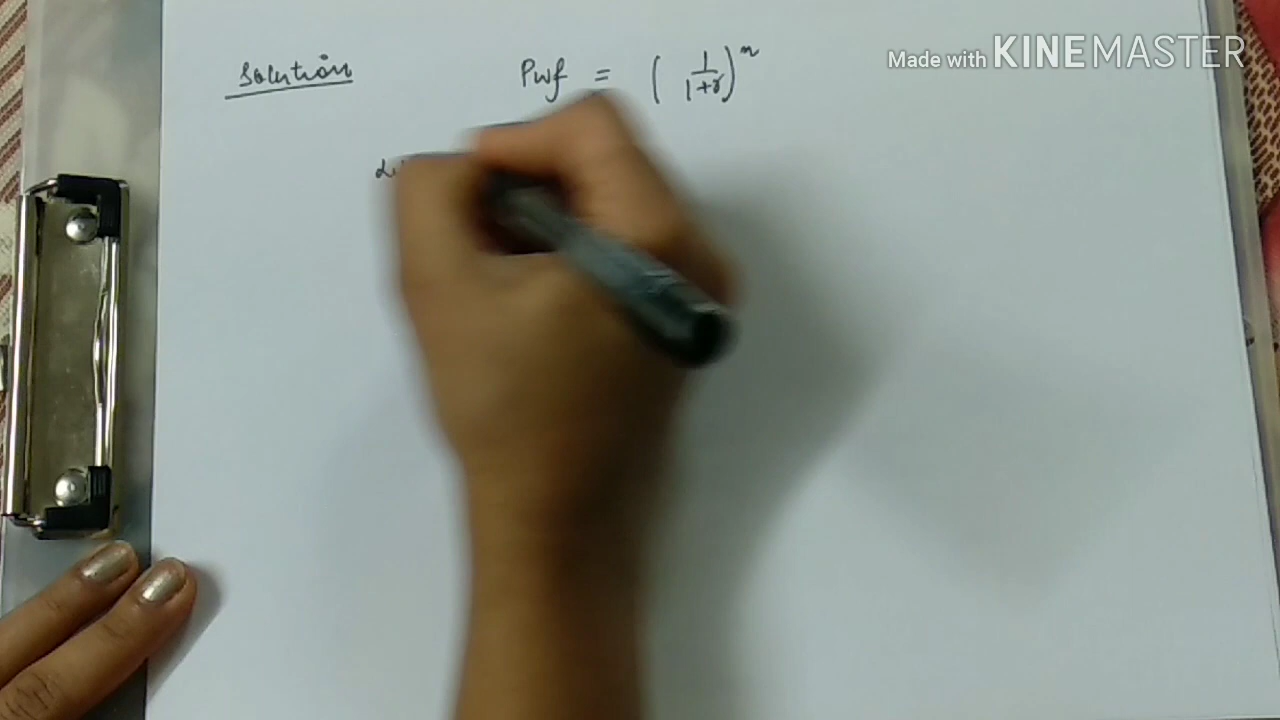 Made with KINEMASTER
Solution
Pwf = (1/1+r)^n